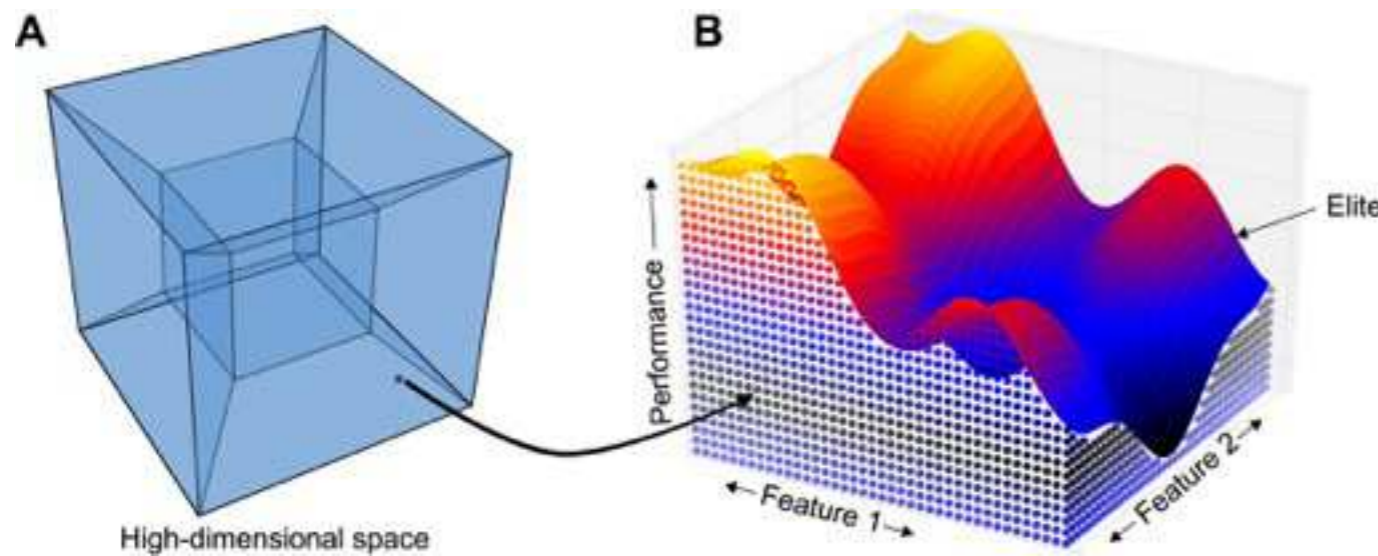 A
B
High-dimensional space
Performance
Feature 1
Feature 2
Elite